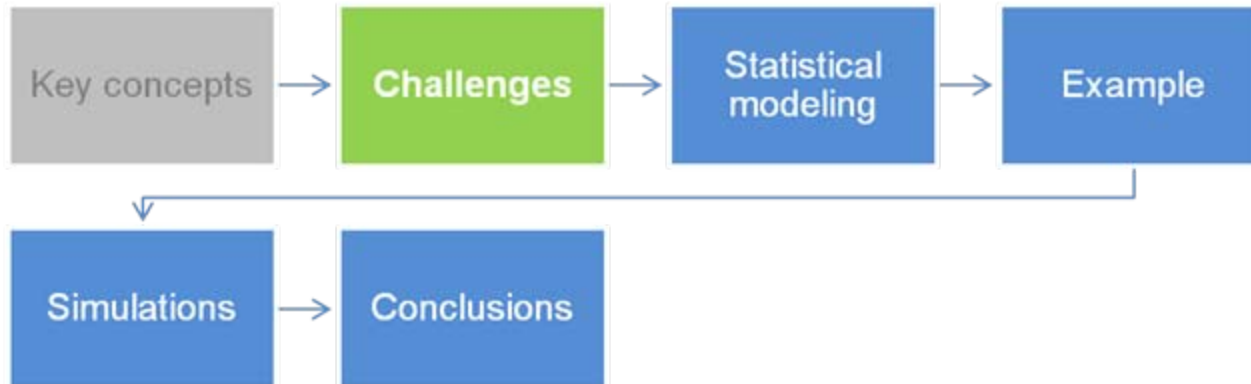 Key concepts
Challenges
Statistical
modeling
Example
Simulations
Conclusions